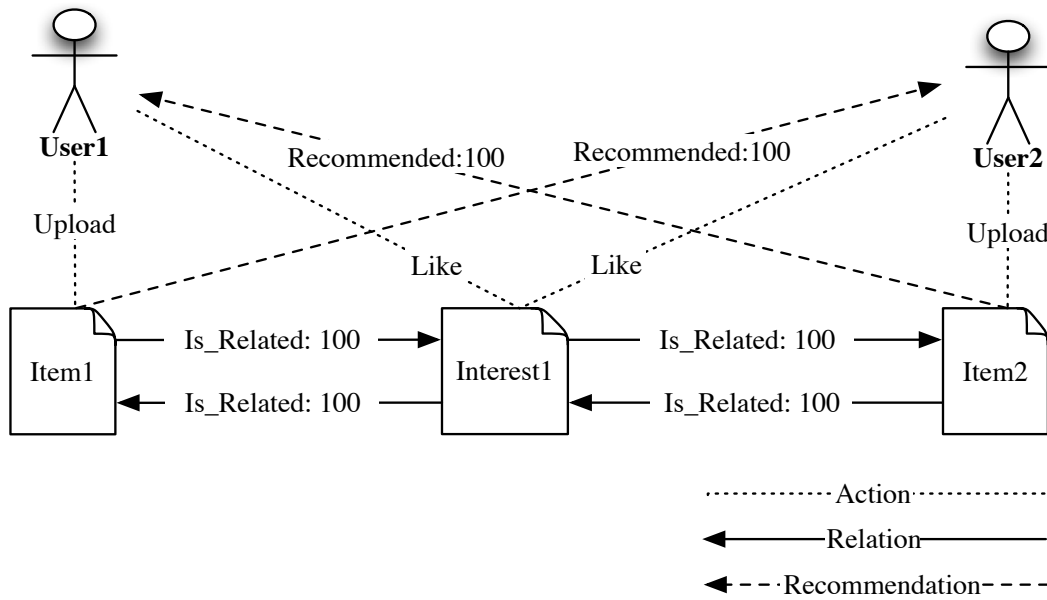 User1
User2
Recommended:100
Recommended:100
Upload
Upload
Like
Like
Item1
Is_Related: 100
Interest1
Is_Related: 100
Item2
Is_Related: 100
Is_Related: 100
Action
Relation
Recommendation